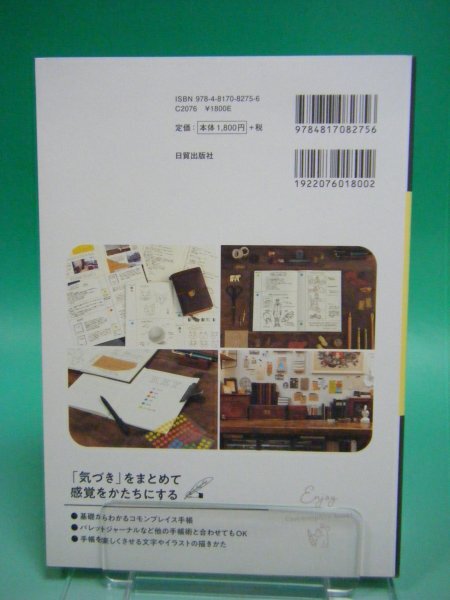 ISBN 978-4-8170-8275-6
C2076 ¥1800E
定価：本体1,800円＋税
日貿出版社
9784817082756
1922076018002
「気づき」をまとめて
感覚をかたちにする
●基礎からわかるコモンプレイス手帳
●バレットジャーナルなど他の手帳術と合わせてもOK
●手帳を楽しくさせる文字やイラストの描きかた
Enjoy